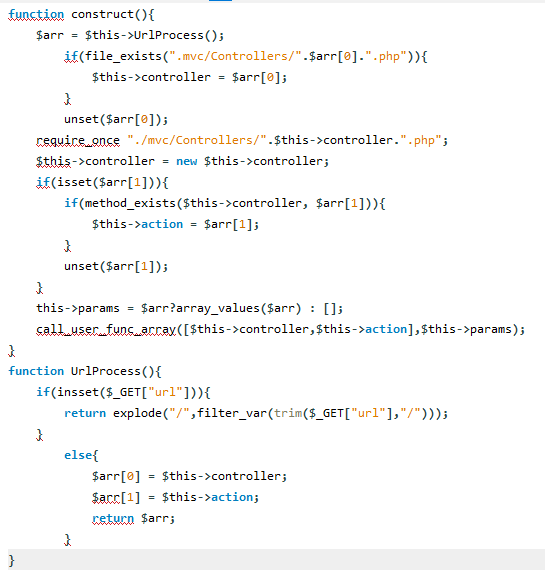 function construct(){
$arr = $this->UrlProcess();
if(file_exists(".mvc/Controllers/".$arr[0].".php")){
$this->controller = $arr[0];
}
unset($arr[0]);
require_once "./mvc/Controllers/".$this->controller.".php";
$this->controller = new $this->controller;
if(isset($arr[1])){
if(method_exists($this->controller, $arr[1])){
$this->action = $arr[1];
}
unset($arr[1]);
}
this->params = $arr?array_values($arr) : [];
call_user_func_array([$this->controller,$this->action],$this->params);
}
function UrlProcess(){
if(insset($_GET["url"])){
return explode("/",filter_var(trim($_GET["url"],"/")));
}
else{
$arr[0] = $this->controller;
$arr[1] = $this->action;
return $arr;
}
}